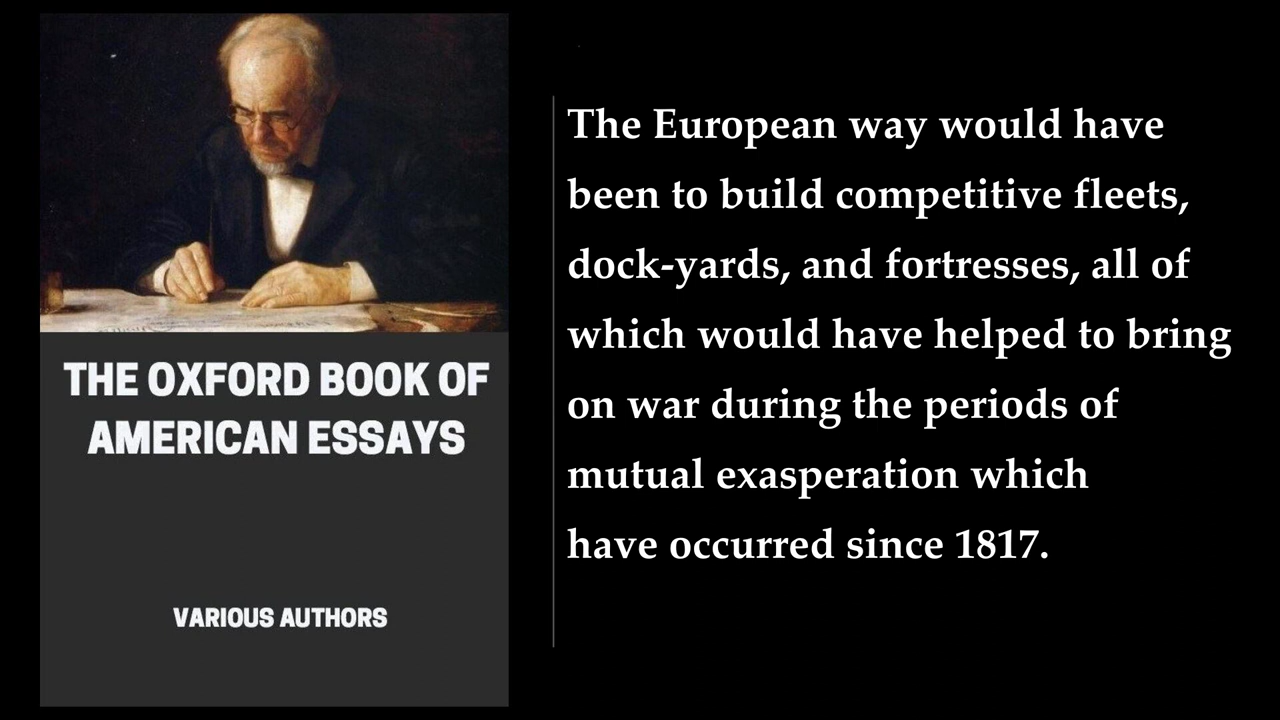 THE OXFORD BOOK OF
AMERICAN ESSAYS
VARIOUS AUTHORS
The European way would have
been to build competitive fleets,
dock-yards, and fortresses, all of
which would have helped to bring
on war during the periods of
mutual exasperation which
have occurred since 1817.